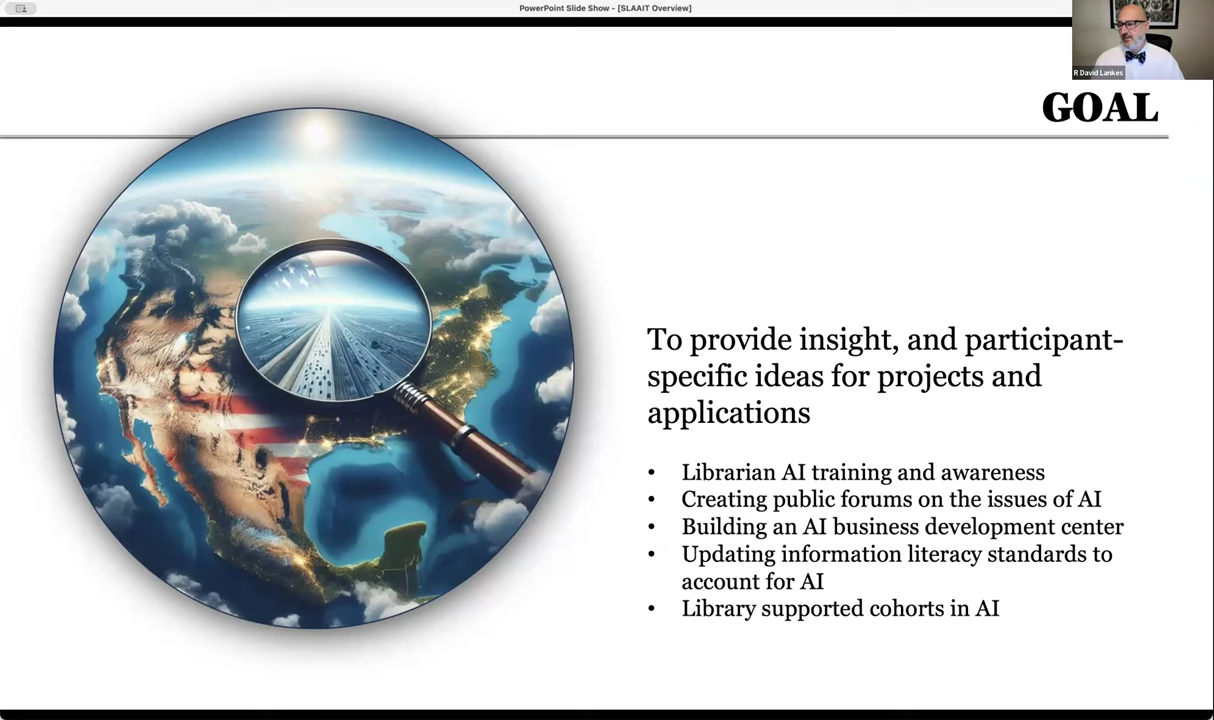 PowerPoint Slide Show - [SLAAIT Overview]
R David Lankes
GOAL
To provide insight, and participant-
specific ideas for projects and
applications
• Librarian AI training and awareness
• Creating public forums on the issues of AI
• Building an AI business development center
• Updating information literacy standards to
account for AI
• Library supported cohorts in AI